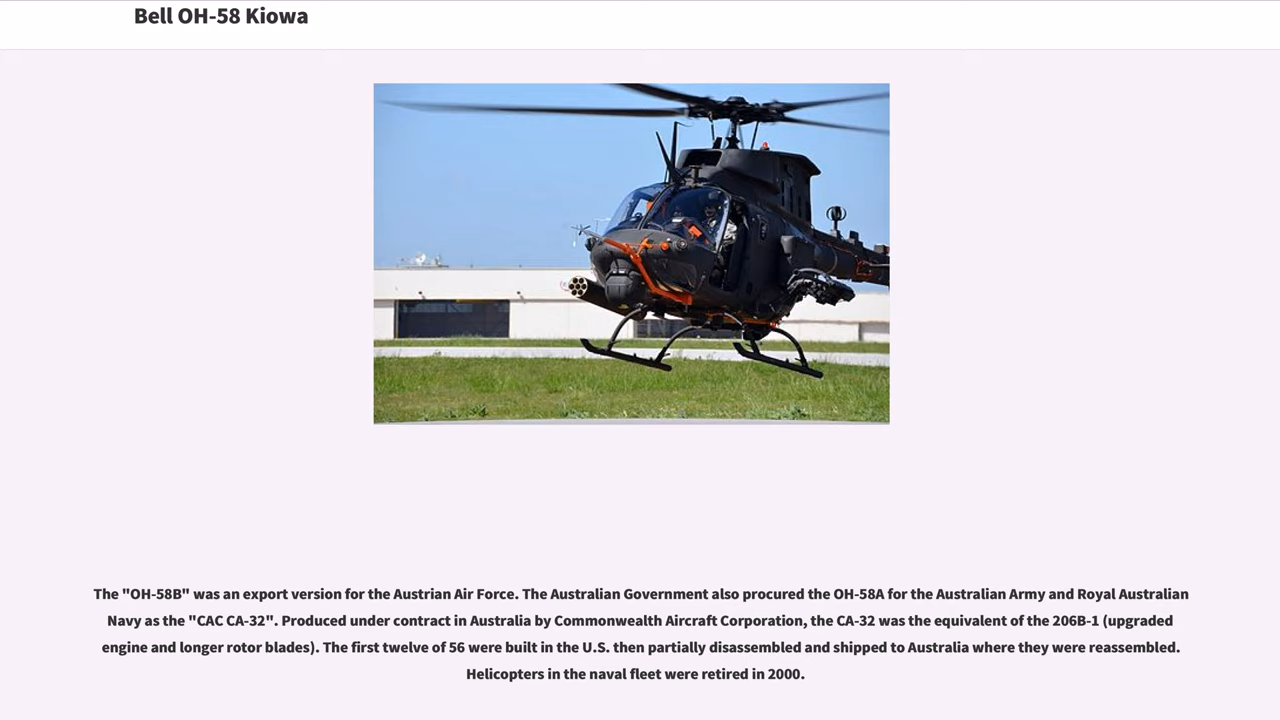 Bell OH-58 Kiowa
The "OH-58B" was an export version for the Austrian Air Force. The Australian Government also procured the OH-58A for the Australian Army and Royal Australian
Navy as the "CAC CA-32". Produced under contract in Australia by Commonwealth Aircraft Corporation, the CA-32 was the equivalent of the 206B-1 (upgraded
engine and longer rotor blades). The first twelve of 56 were built in the U.S. then partially disassembled and shipped to Australia where they were reassembled.
Helicopters in the naval fleet were retired in 2000.